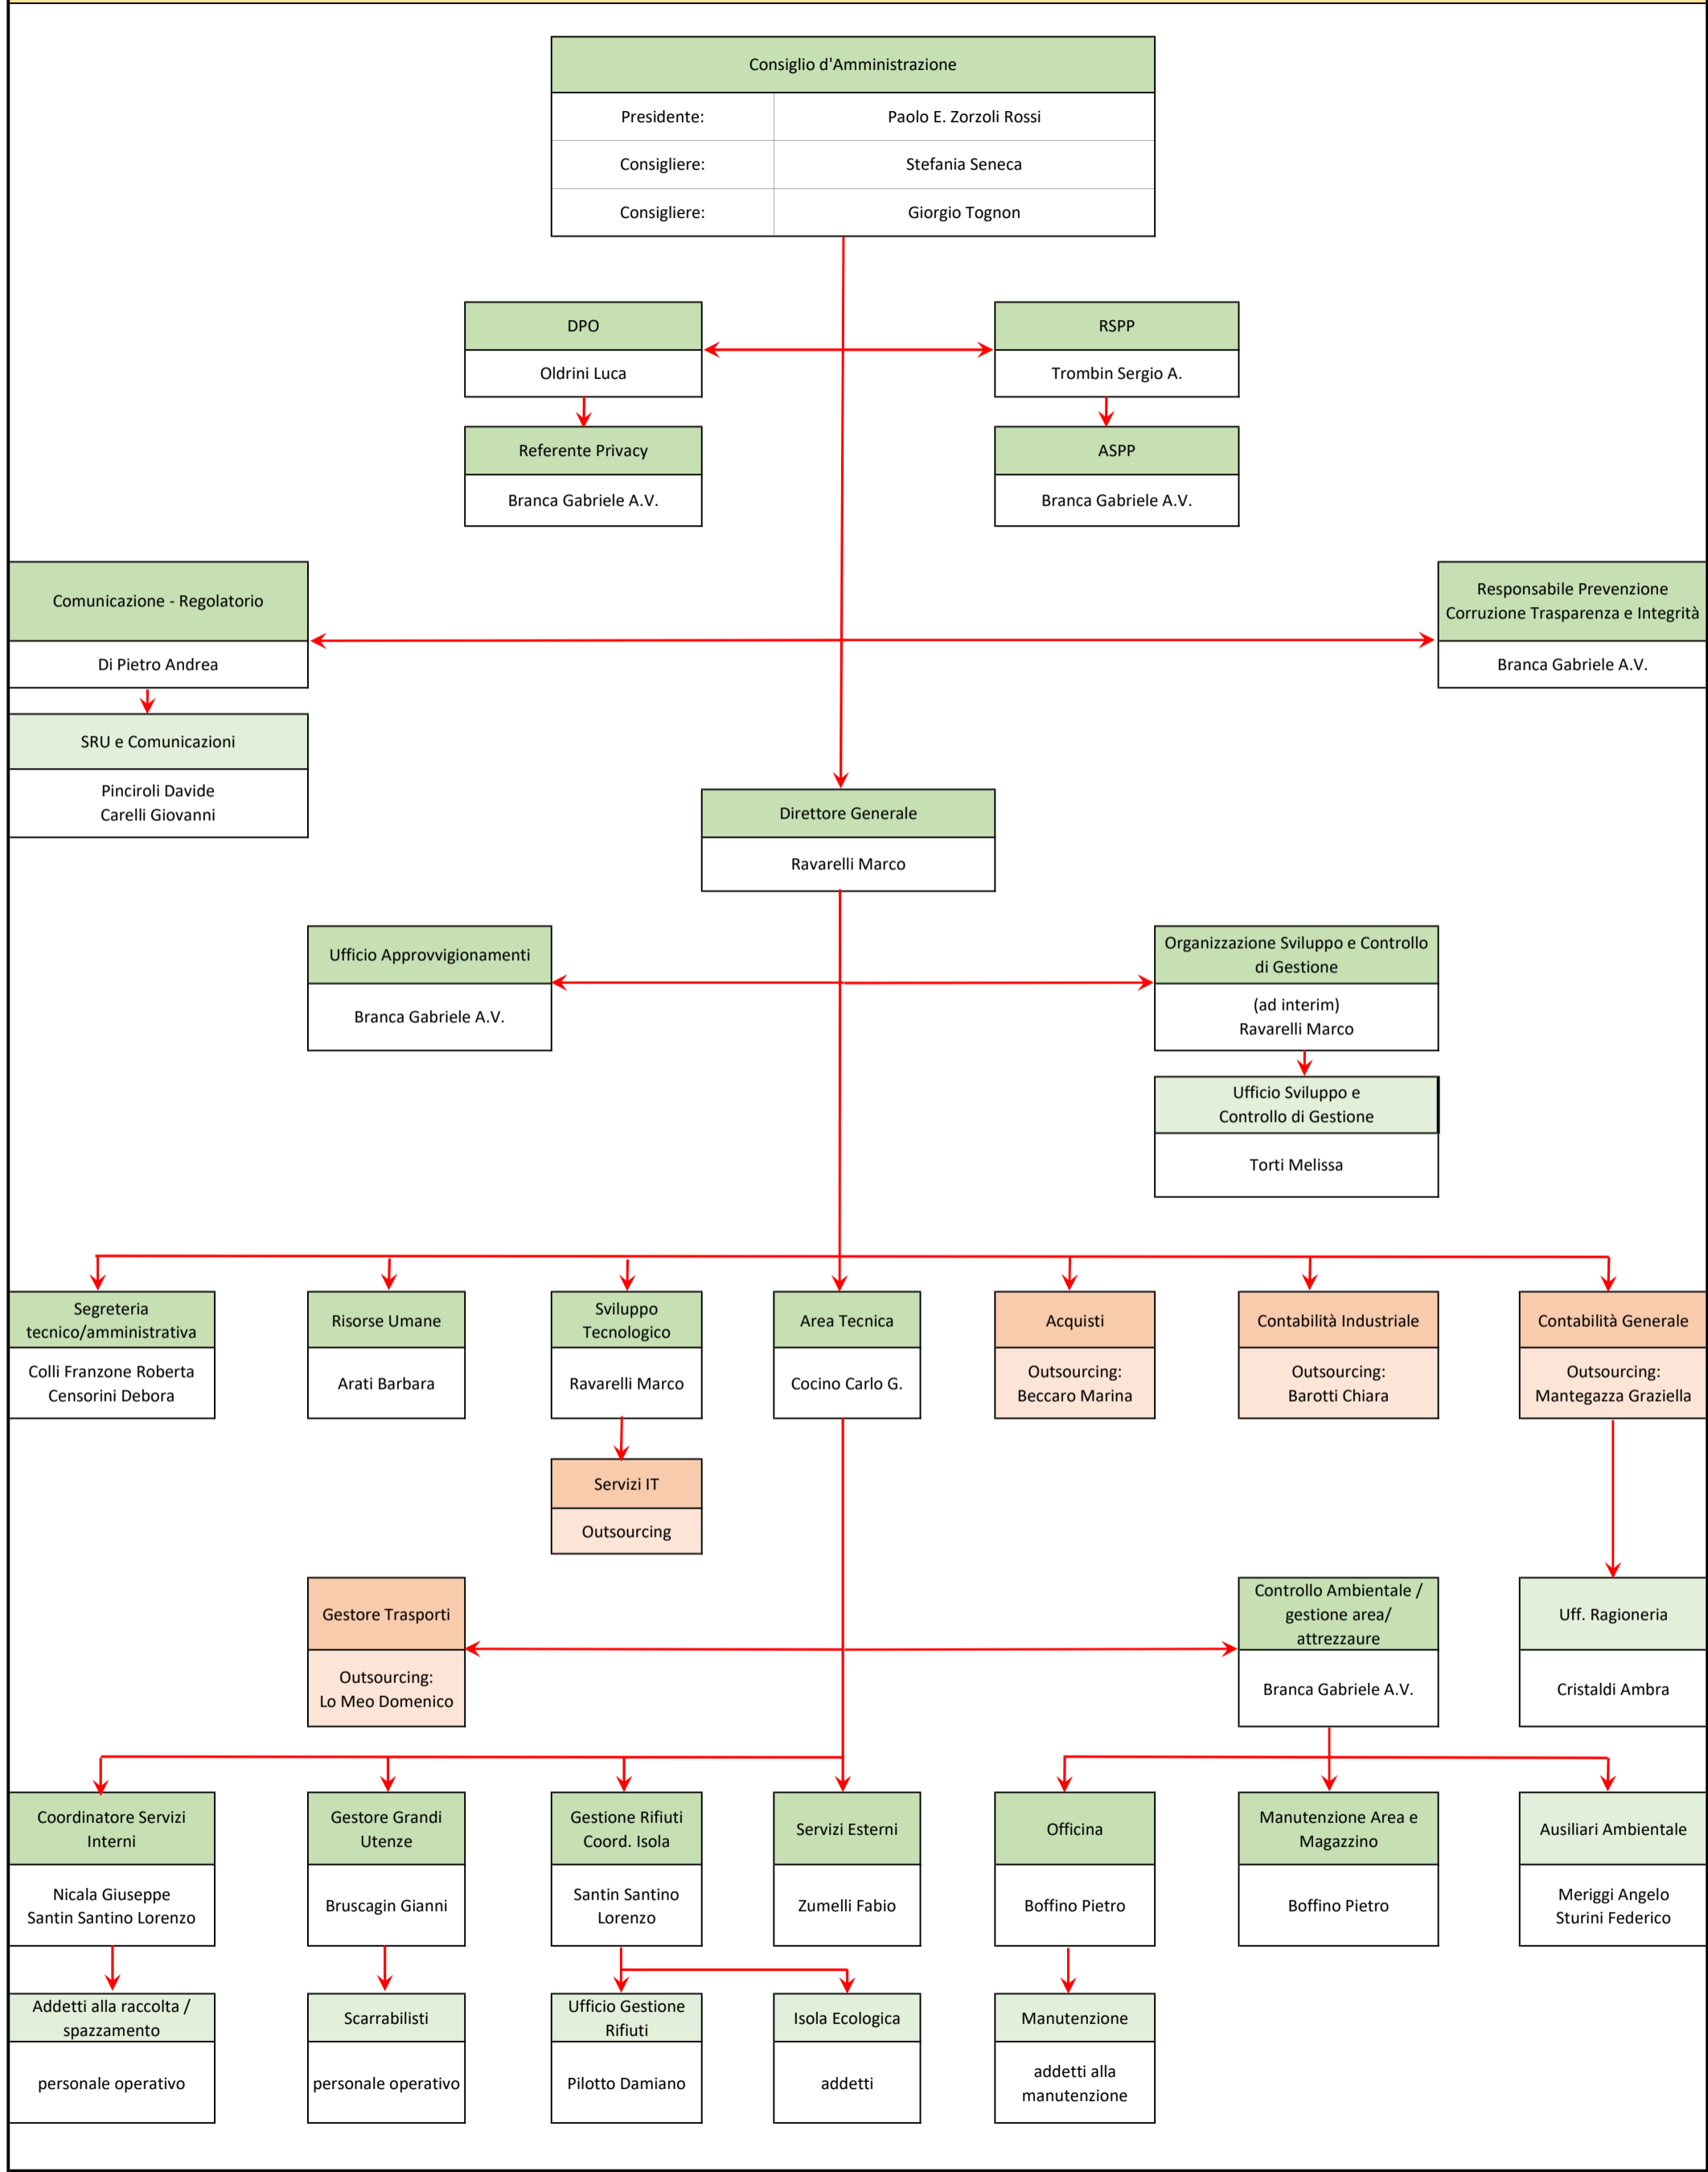 Consiglio d'Amministrazione
Presidente: Paolo E. Zorzoli Rossi
Consigliere: Stefania Seneca
Consigliere: Giorgio Tognon
DPO
Oldrini Luca
RSPP
Trombin Sergio A.
Referente Privacy
Branca Gabriele A.V.
ASPP
Branca Gabriele A.V.
Comunicazione - Regolatorio
Di Pietro Andrea
Responsabile Prevenzione
Corruzione Trasparenza e Integrità
Branca Gabriele A.V.
SRU e Comunicazioni
Pinciroli Davide
Carelli Giovanni
Direttore Generale
Ravarelli Marco
Ufficio Approvvigionamenti
Branca Gabriele A.V.
Organizzazione Sviluppo e Controllo
di Gestione
(ad interim)
Ravarelli Marco
Ufficio Sviluppo e
Controllo di Gestione
Torti Melissa
Segreteria
tecnico/amministrativa
Colli Franzone Roberta
Censorini Debora
Risorse Umane
Arati Barbara
Sviluppo
Tecnologico
Ravarelli Marco
Area Tecnica
Cocino Carlo G.
Acquisti
Outsourcing:
Beccaro Marina
Contabilità Industriale
Outsourcing:
Barotti Chiara
Contabilità Generale
Outsourcing:
Mantegazza Graziella
Servizi IT
Outsourcing
Gestore Trasporti
Outsourcing:
Lo Meo Domenico
Controllo Ambientale /
gestione area/
attrezzaure
Branca Gabriele A.V.
Uff. Ragioneria
Cristaldi Ambra
Coordinatore Servizi
Interni
Nicala Giuseppe
Santin Santino Lorenzo
Gestore Grandi
Utenze
Bruscagin Gianni
Gestione Rifiuti
Coord. Isola
Santin Santino
Lorenzo
Servizi Esterni
Zumelli Fabio
Officina
Boffino Pietro
Manutenzione Area e
Magazzino
Boffino Pietro
Ausiliari Ambientale
Meriggi Angelo
Sturini Federico
Addetti alla raccolta /
spazzamento
personale operativo
Scarrabilisti
personale operativo
Ufficio Gestione
Rifiuti
Pilotto Damiano
Isola Ecologica
addetti
Manutenzione
addetti alla
manutenzione